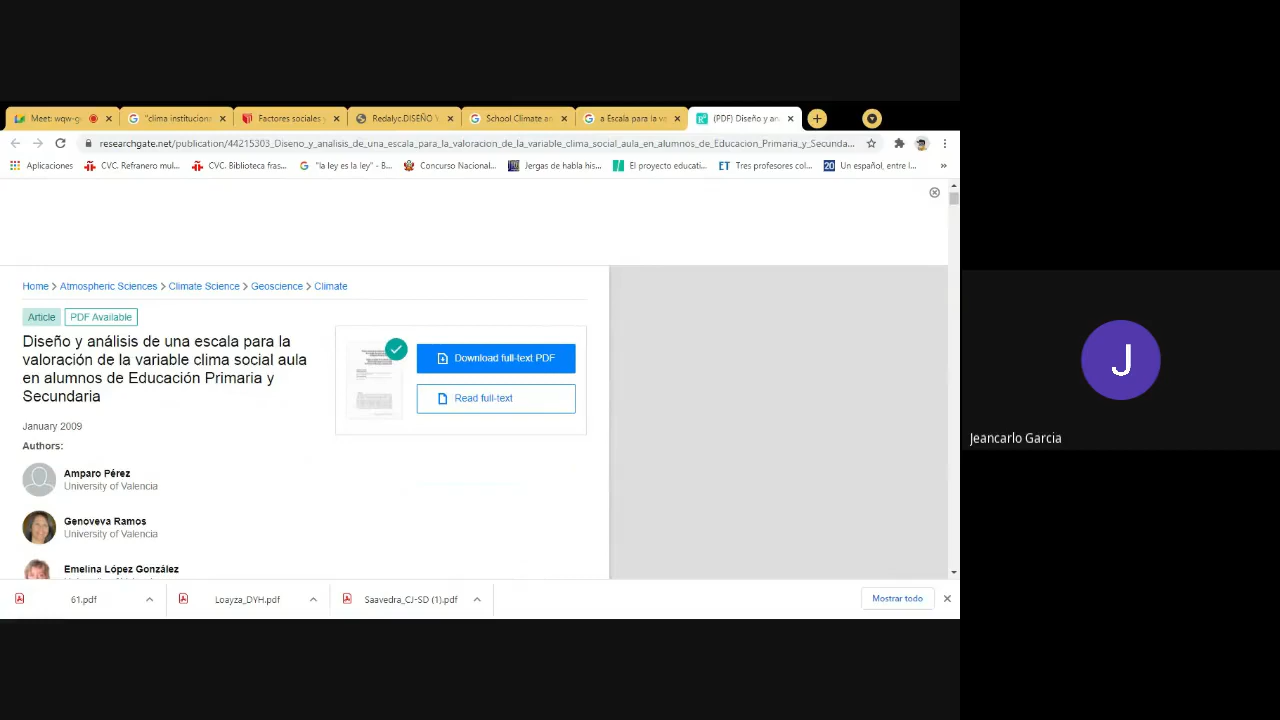 Meet: wqw-g
"clima instituciona
Factores sociales y
Redalyc.DISEÑO Y
School Climate an
a Escala para la va
(PDF) Diseño y aná
researchgate.net/publication/44215303_Diseno_y_analisis_de_una_escala_para_la_valoracion_de_la_variable_clima_social_aula_en_alumnos_de_Educacion_Primaria_y_Secunda...
Aplicaciones
CVC. Refranero mul...
CVC. Biblioteca fras...
"la ley es la ley" - B...
Concurso Nacional...
Jergas de habla his...
El proyecto educati...
Tres profesores col...
Un español, entre l...
»
Home > Atmospheric Sciences > Climate Science > Geoscience > Climate
Article
PDF Available
Diseño y análisis de una escala para la
valoración de la variable clima social aula
en alumnos de Educación Primaria y
Secundaria
January 2009
Authors:
Amparo Pérez
University of Valencia
Genoveva Ramos
University of Valencia
Emelina López González
Download full-text PDF
Read full-text
61.pdf
Loayza_DYH.pdf
Saavedra_CJ-SD (1).pdf
Mostrar todo
J
Jeancarlo Garcia